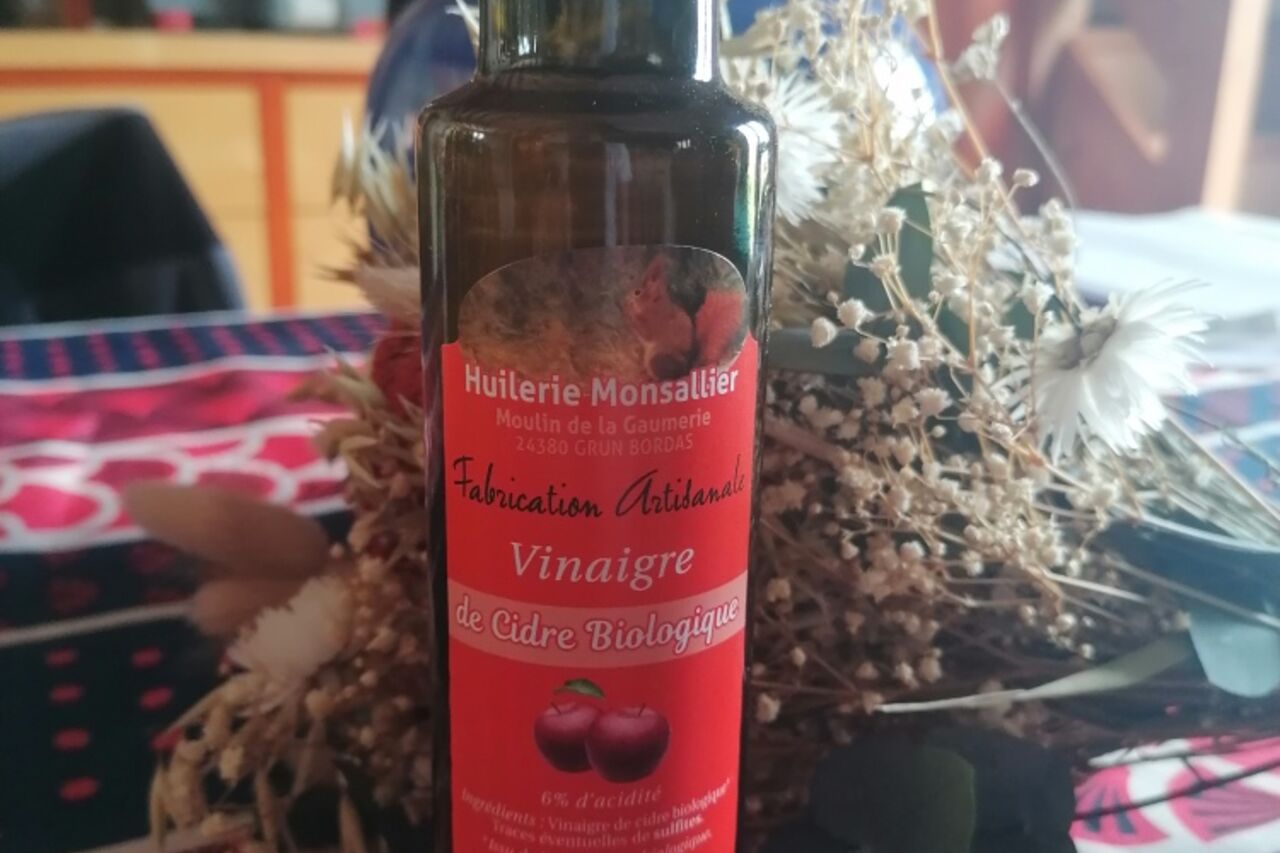 Huilerie Monsallier
Moulin de la Gaumerie
24380 GRUN BORDAS
Fabrication Artisanale
Vinaigre
de Cidre Biologique
6% d'acidité
Ingrédients : Vinaigre de cidre biologique*
Traces éventuelles de sulfites.
biologiques.